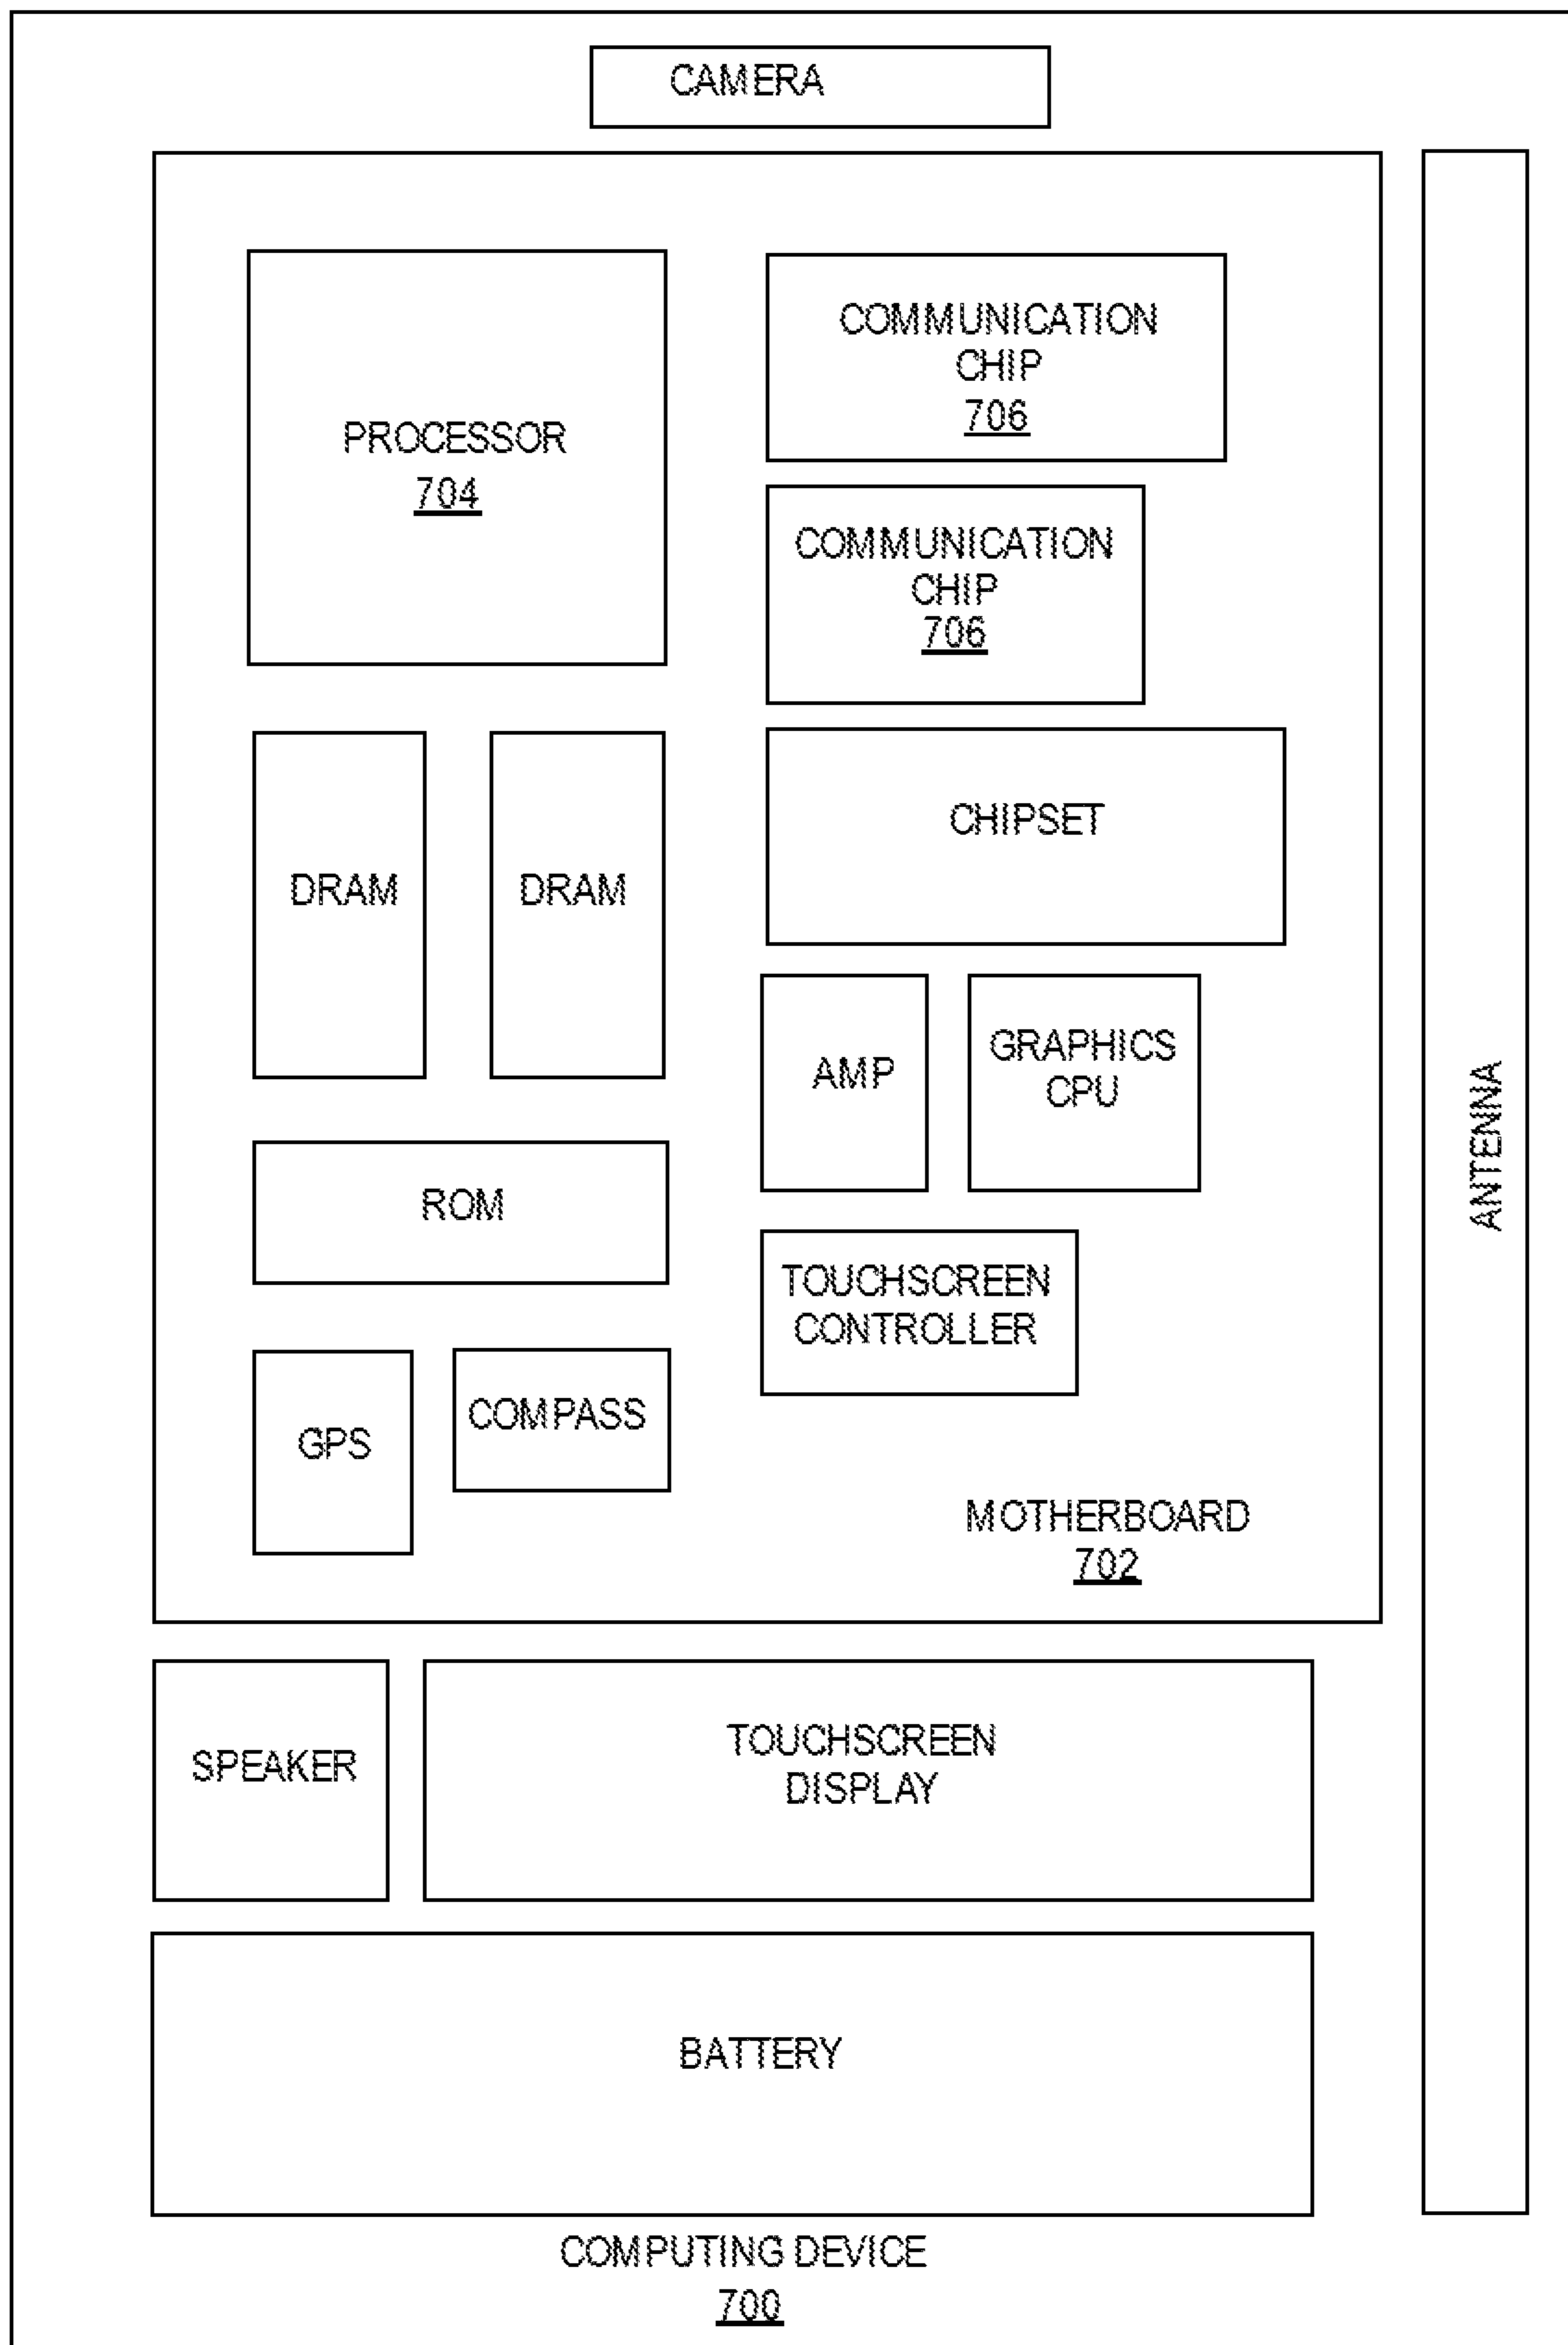 CAMERA
PROCESSOR
704
COMMUNICATION
CHIP
706
COMMUNICATION
CHIP
706
DRAM
DRAM
CHIPSET
AMP
GRAPHICS
CPU
ROM
TOUCHSCREEN
CONTROLLER
GPS
COMPASS
MOTHERBOARD
702
ANTENNA
SPEAKER
TOUCHSCREEN
DISPLAY
BATTERY
COMPUTING DEVICE
700